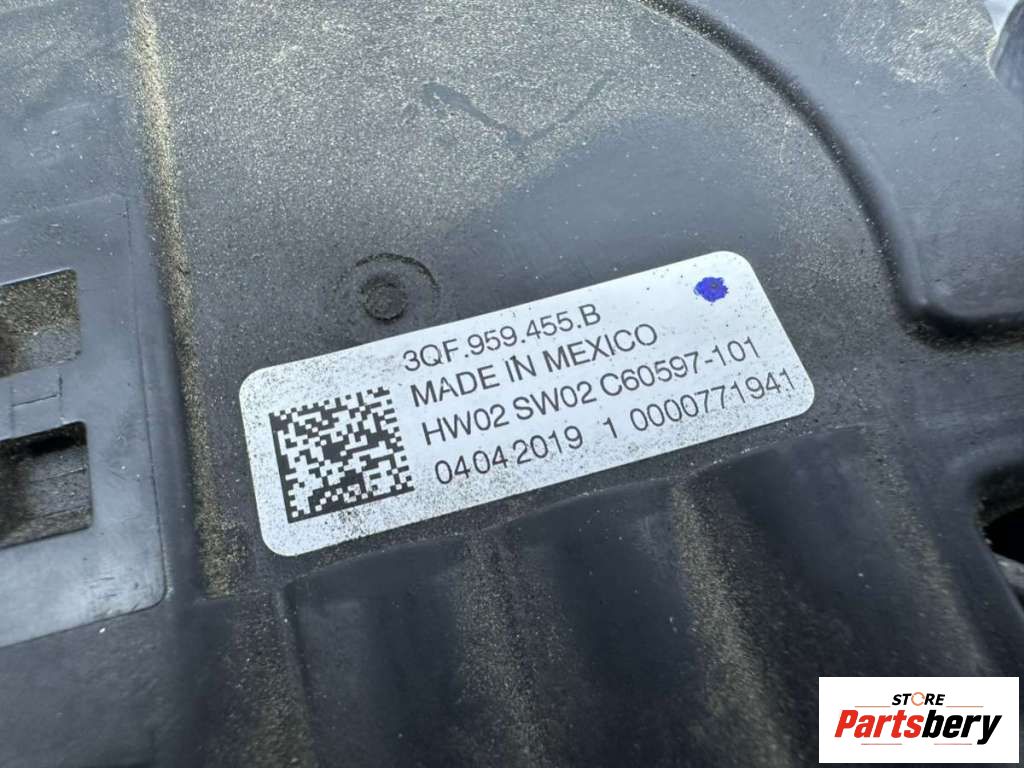 3QF.959.455.B
MADE IN MEXICO
HW02 SW02 C60597-101
04042019 1 0000771941
STORE
Partsbery